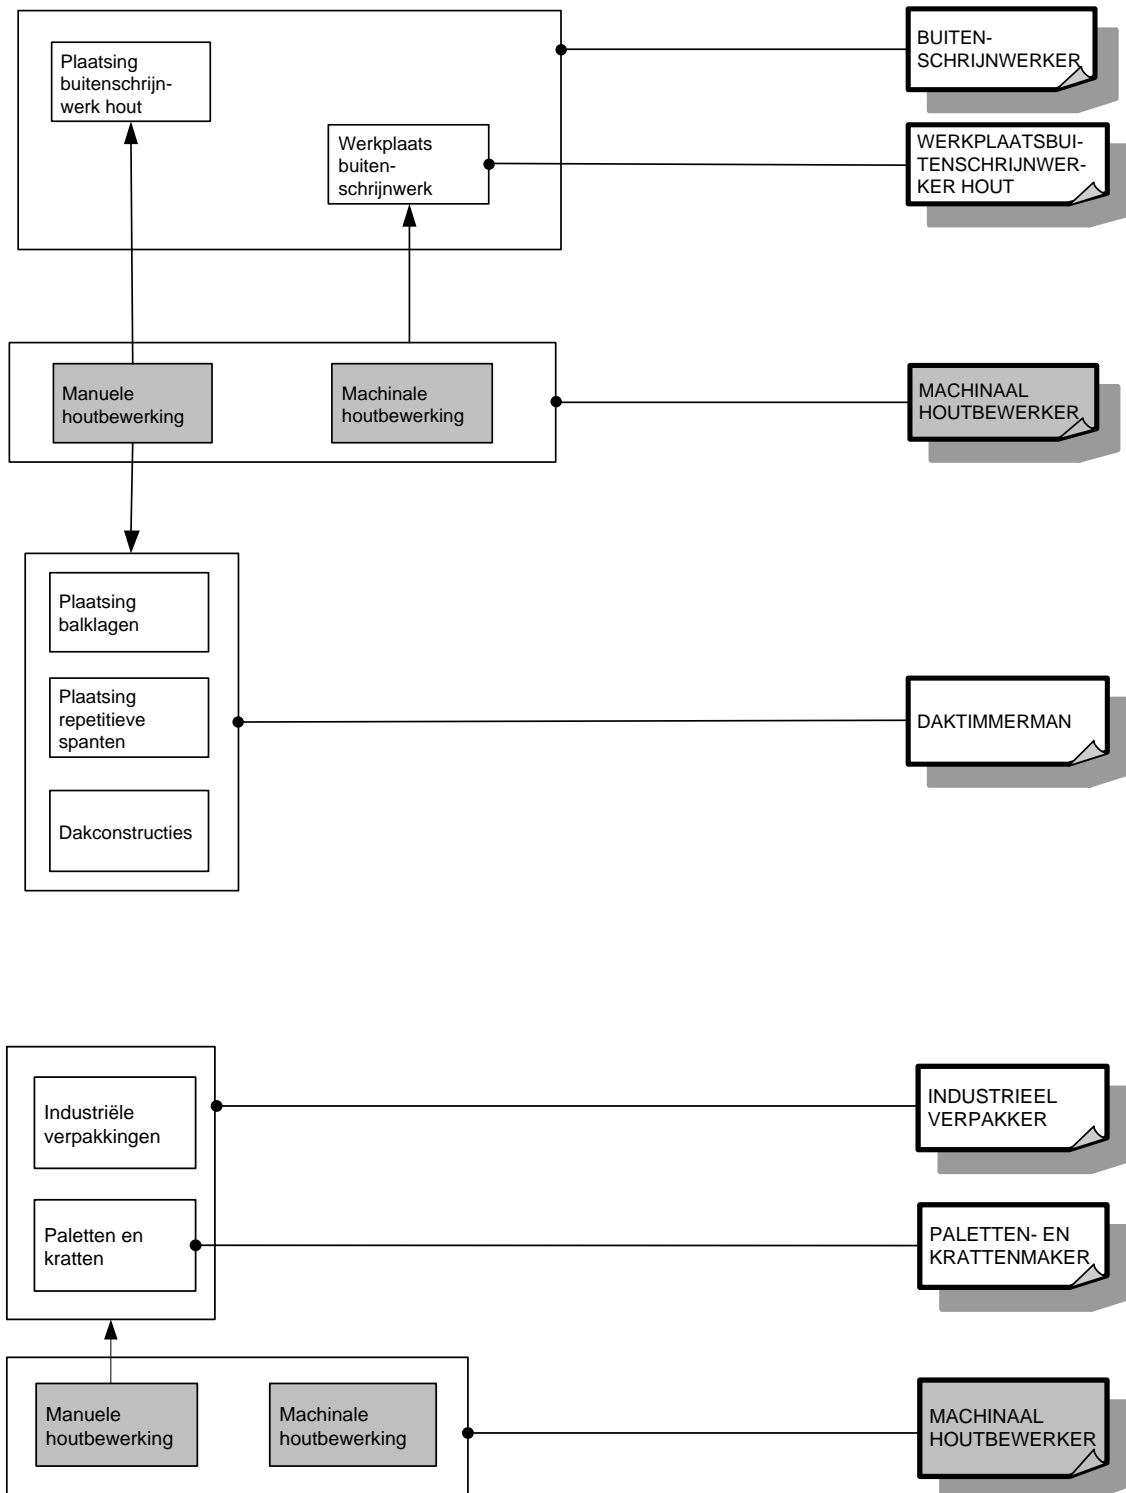 Plaatsing
buitenschrijn-
werk hout
BUITEN-
SCHRIJNWERKER
Werkplaats
buiten-
schrijnwerk
WERKPLAATSBUI-
TENSCHRIJNWER-
KER HOUT
Manuele
houtbewerking
Machinale
houtbewerking
MACHINAAL
HOUTBEWERKER
Plaatsing
balklagen
Plaatsing
repetitieve
spanten
DAKTIMMERMAN
Dakconstructies
Industriële
verpakkingen
INDUSTRIEEL
VERPAKKER
Paletten en
kratten
PALETTEN- EN
KRATTENMAKER
Manuele
houtbewerking
Machinale
houtbewerking
MACHINAAL
HOUTBEWERKER